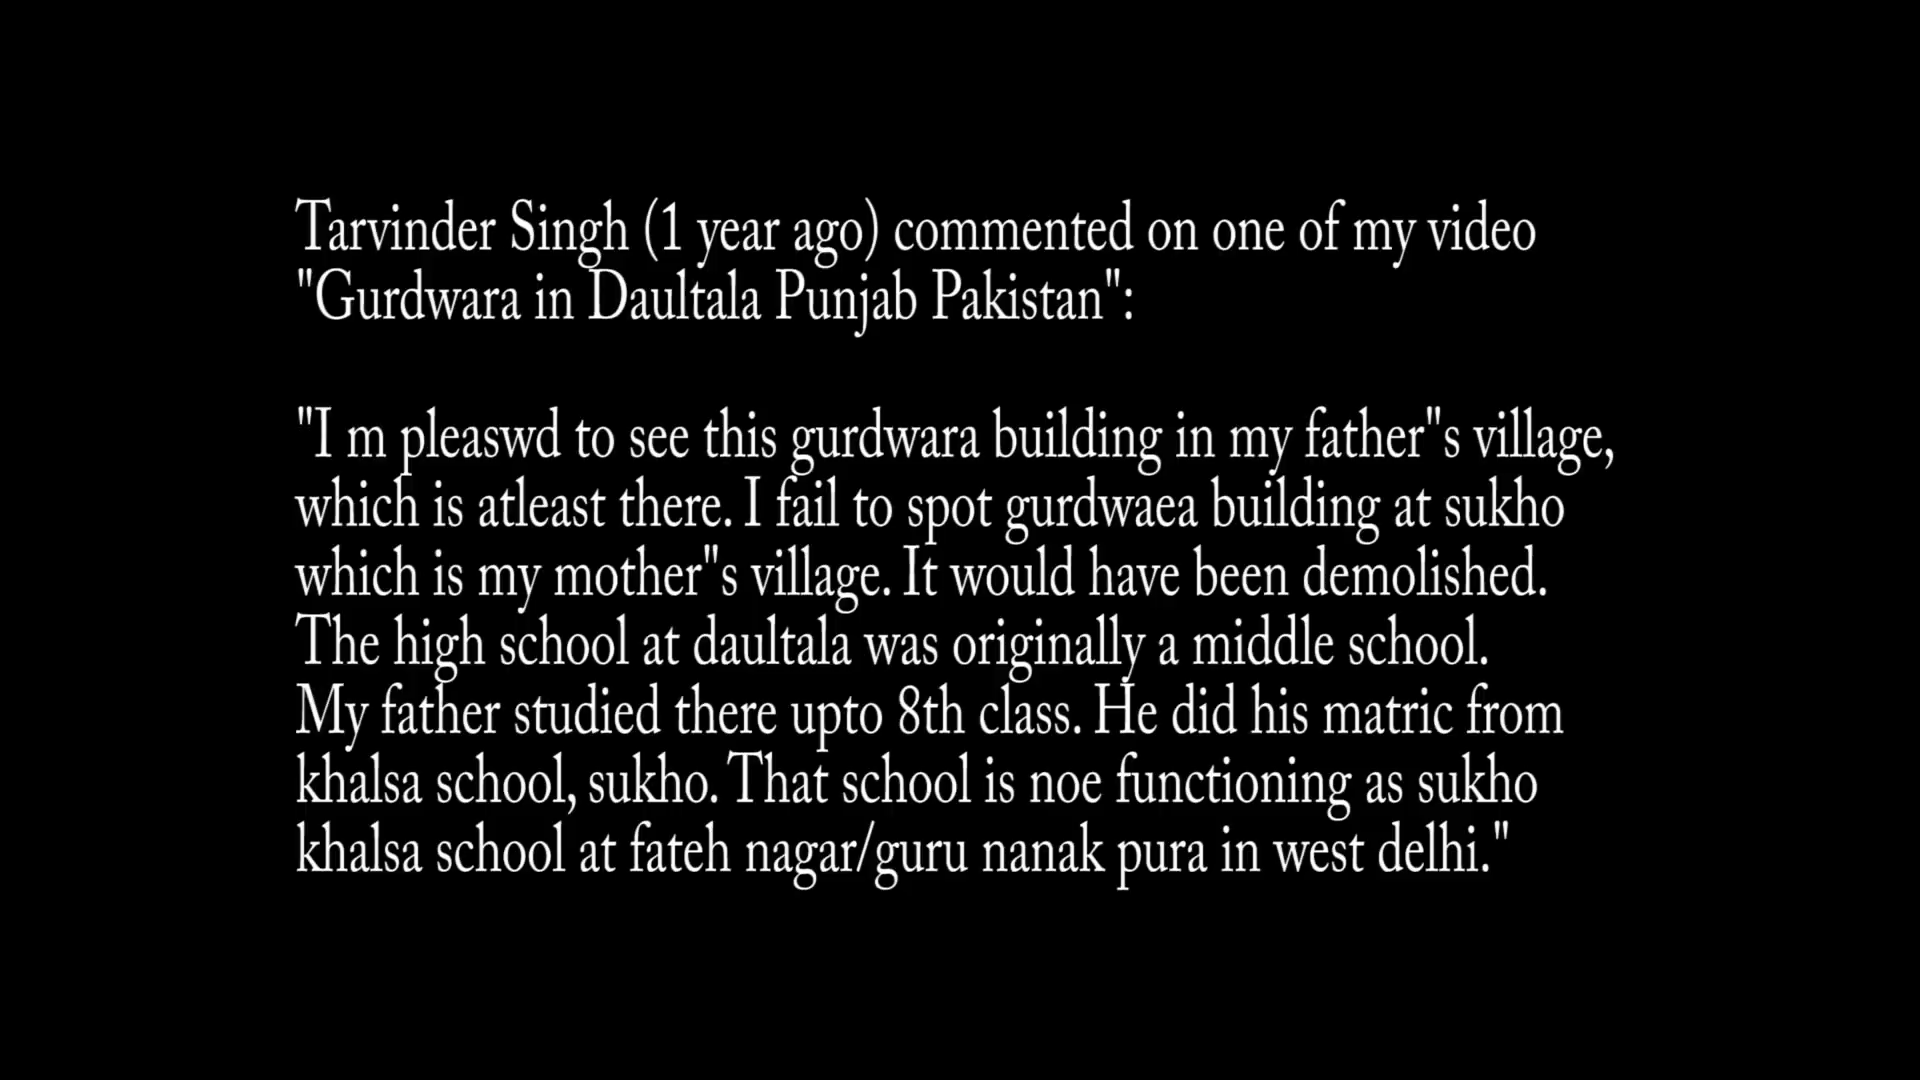 Tarvinder Singh (1 year ago) commented on one of my video
"Gurdwara in Daultala Punjab Pakistan":
"I m pleaswd to see this gurdwara building in my father"s village,
which is atleast there. I fail to spot gurdwaea building at sukho
which is my mother"s village. It would have been demolished.
The high school at daultala was originally a middle school.
My father studied there upto 8th class. He did his matric from
khalsa school, sukho. That school is noe functioning as sukho
khalsa school at fateh nagar/guru nanak pura in west delhi."